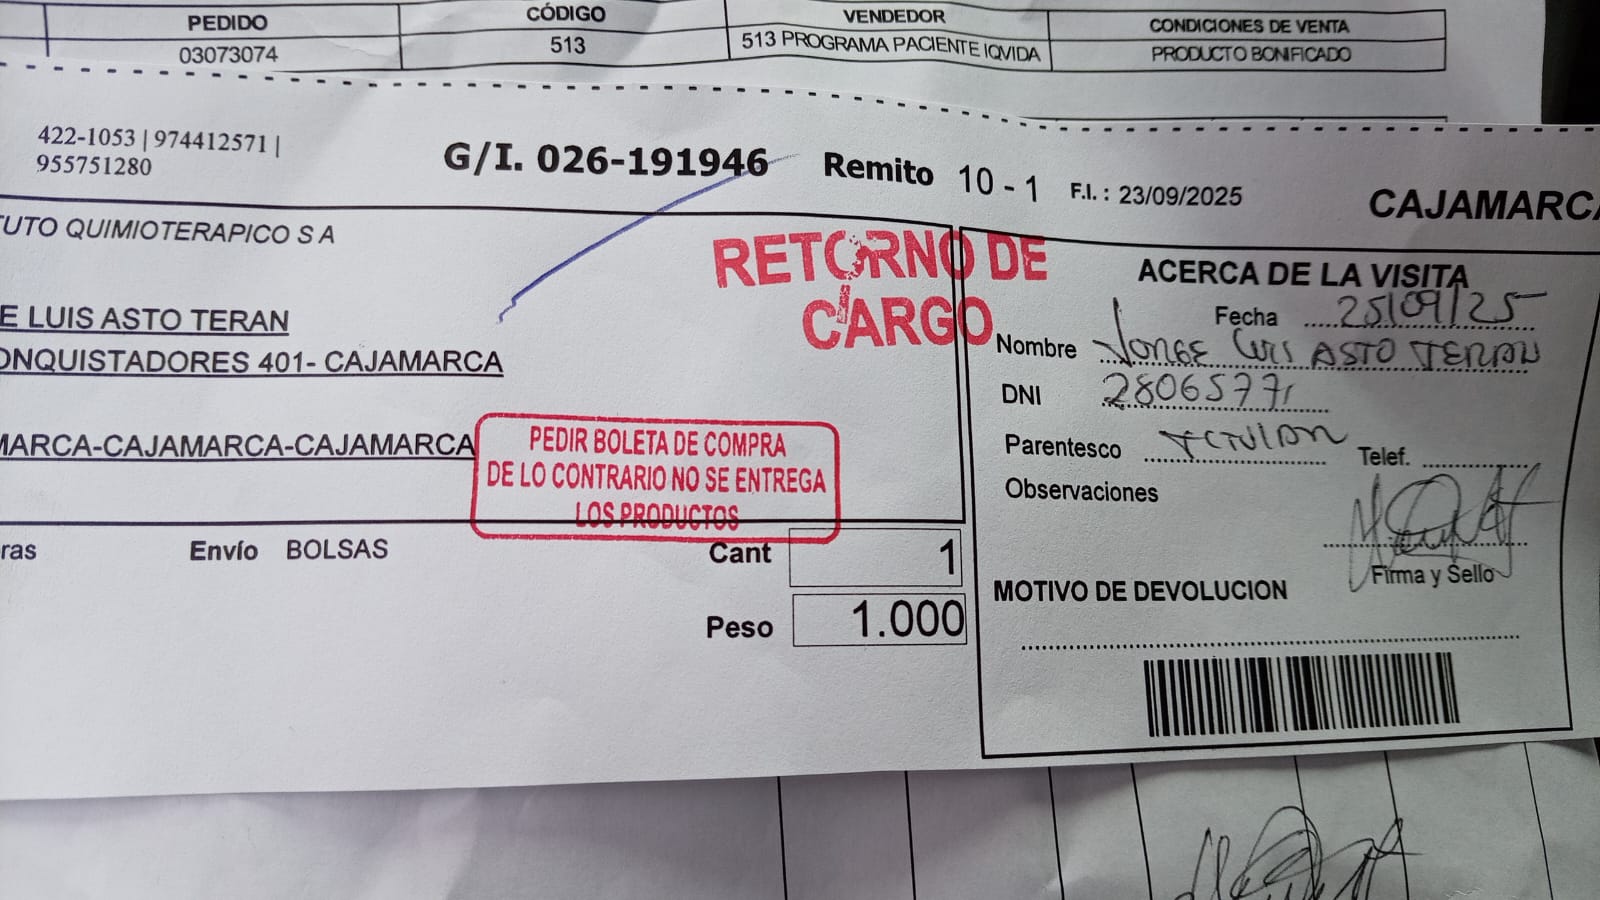 PEDIDO CÓDIGO VENDEDOR CONDICIONES DE VENTA
03073074 513 513 PROGRAMA PACIENTE IQVIDA PRODUCTO BONIFICADO
422-1053 | 974412571 |
955751280
G/I. 026-191946 Remito 10 - 1 F.I. : 23/09/2025 CAJAMARCA
TUTO QUIMIOTERAPICO S A
RETORNO DE
CARGO
E LUIS ASTO TERAN
ONQUISTADORES 401- CAJAMARCA
MARCA-CAJAMARCA-CAJAMARCA
PEDIR BOLETA DE COMPRA
DE LO CONTRARIO NO SE ENTREGA
LOS PRODUCTOS
ras Envío BOLSAS Cant 1
Peso 1.000
ACERCA DE LA VISITA
Fecha 25/09/25
Nombre JORGE LUIS ASTO TERAN
DNI 28065771
Parentesco TITULAR Telef.
Observaciones
Firma y Sello
MOTIVO DE DEVOLUCION